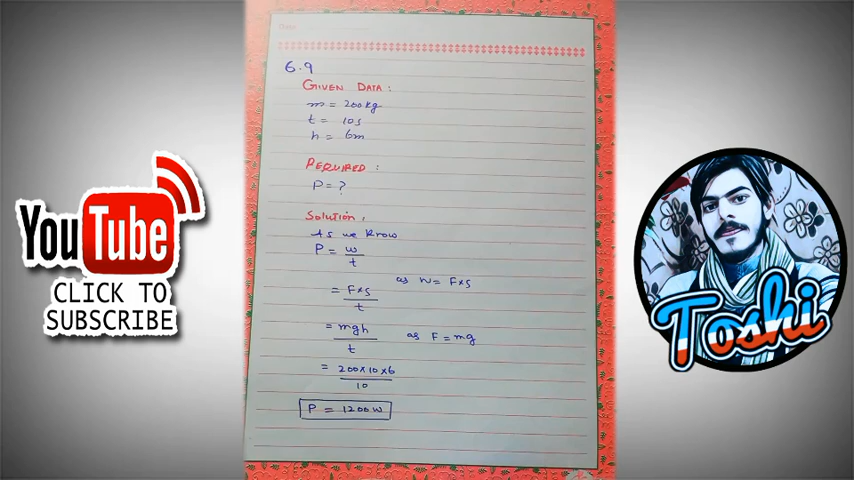 6.9
GIVEN DATA:
m = 200kg
t = 10s
h = 6m
REQUIRED:
P = ?
Solution:
As we know
P = w/t
= F×S/t as w = F×S
= mgh/t as F = mg
= 200×10×6/10
P = 1200w
YouTube
CLICK TO
SUBSCRIBE
Toshi